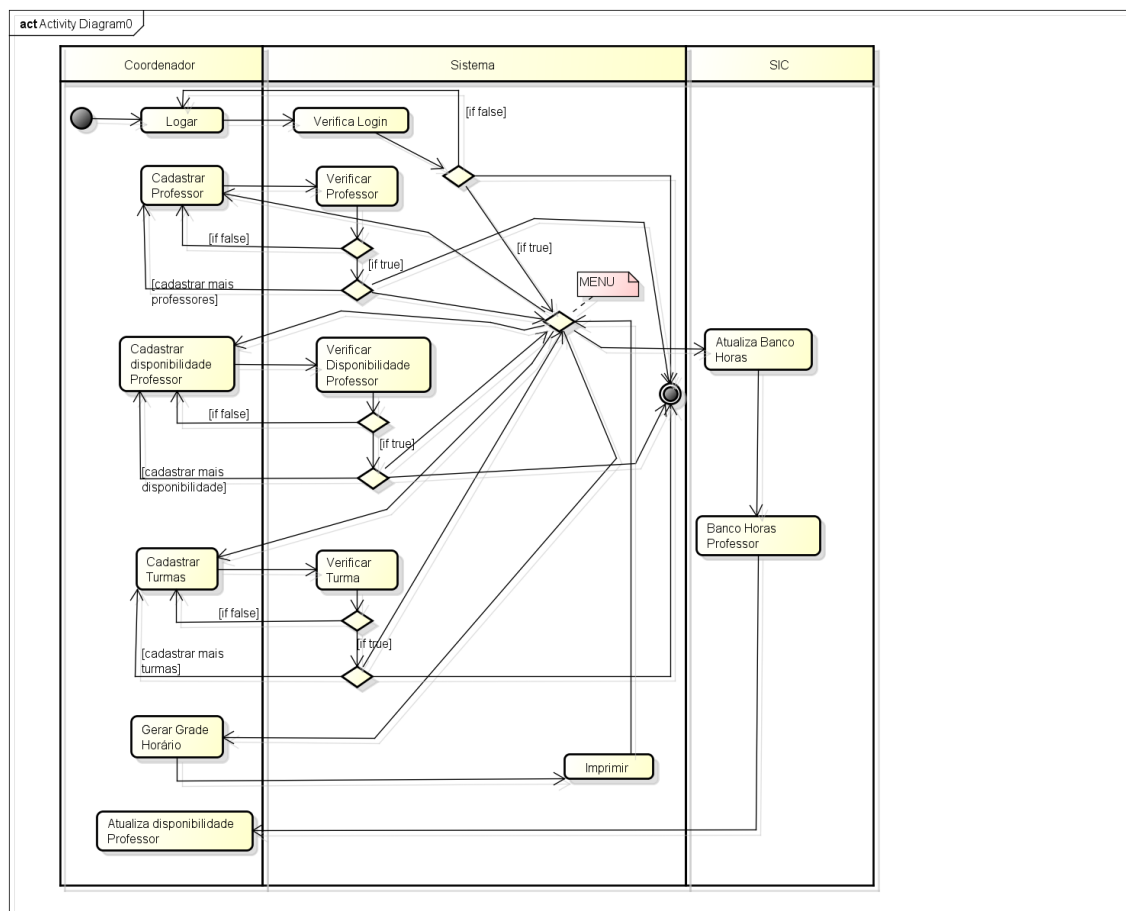 act Activity Diagram0
Coordenador
Sistema
SIC
Logar
Verifica Login
[if false]
Cadastrar
Professor
Verificar
Professor
[if false]
[if true]
[if true]
[cadastrar mais
professores]
MENU
Cadastrar
disponibilidade
Professor
Verificar
Disponibilidade
Professor
Atualiza Banco
Horas
[if false]
[if true]
[cadastrar mais
disponibilidade]
Banco Horas
Professor
Cadastrar
Turmas
Verificar
Turma
[if false]
[if true]
[cadastrar mais
turmas]
Gerar Grade
Horário
Imprimir
Atualiza disponibilidade
Professor